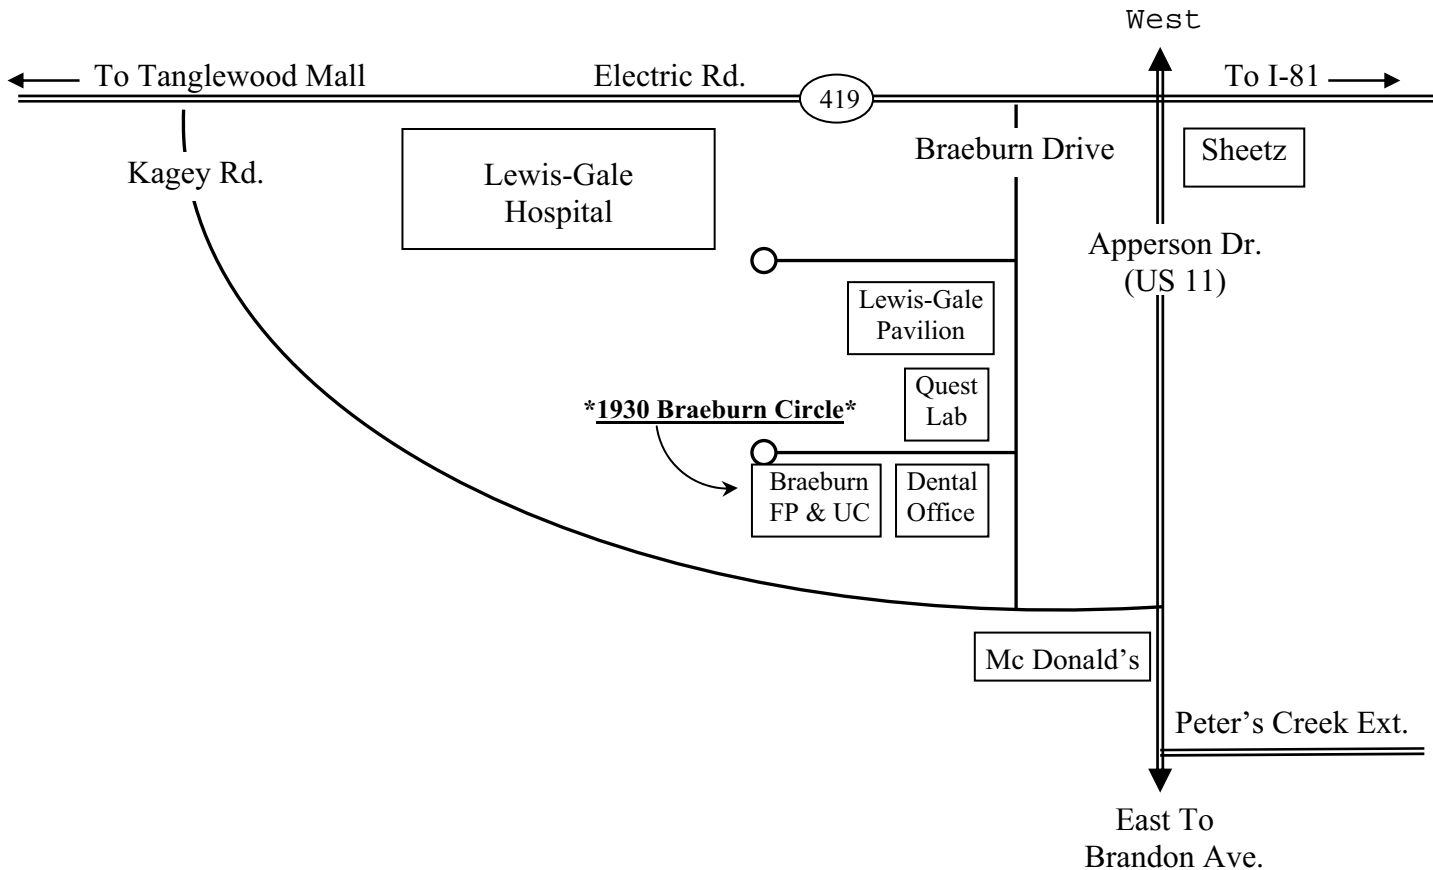 West
To Tanglewood Mall
Electric Rd.
To I-81
419
Braeburn Drive
Sheetz
Kagey Rd.
Lewis-Gale
Hospital
Apperson Dr.
(US 11)
Lewis-Gale
Pavilion
Quest
Lab
*1930 Braeburn Circle*
Braeburn
FP & UC
Dental
Office
Mc Donald’s
Peter’s Creek Ext.
East To
Brandon Ave.